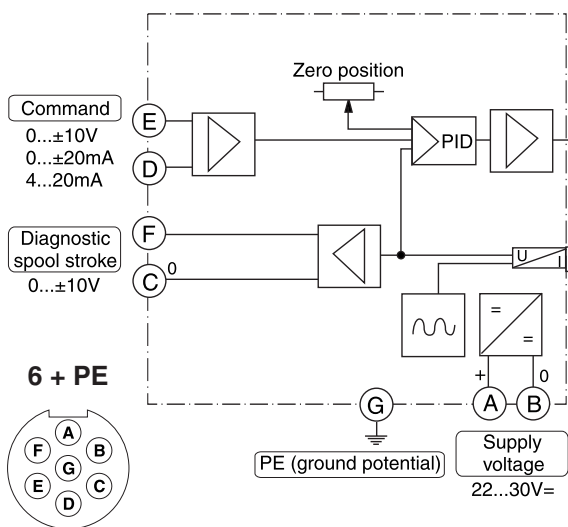 Zero position
Command
0...±10V
0...±20mA
4...20mA
E
D
PID
Diagnostic
spool stroke
0...±10V
F
C
0
U
I
=
=
+
0
6 + PE
G
A
B
PE (ground potential)
Supply
voltage
22...30V=
A
F
B
G
E
C
D